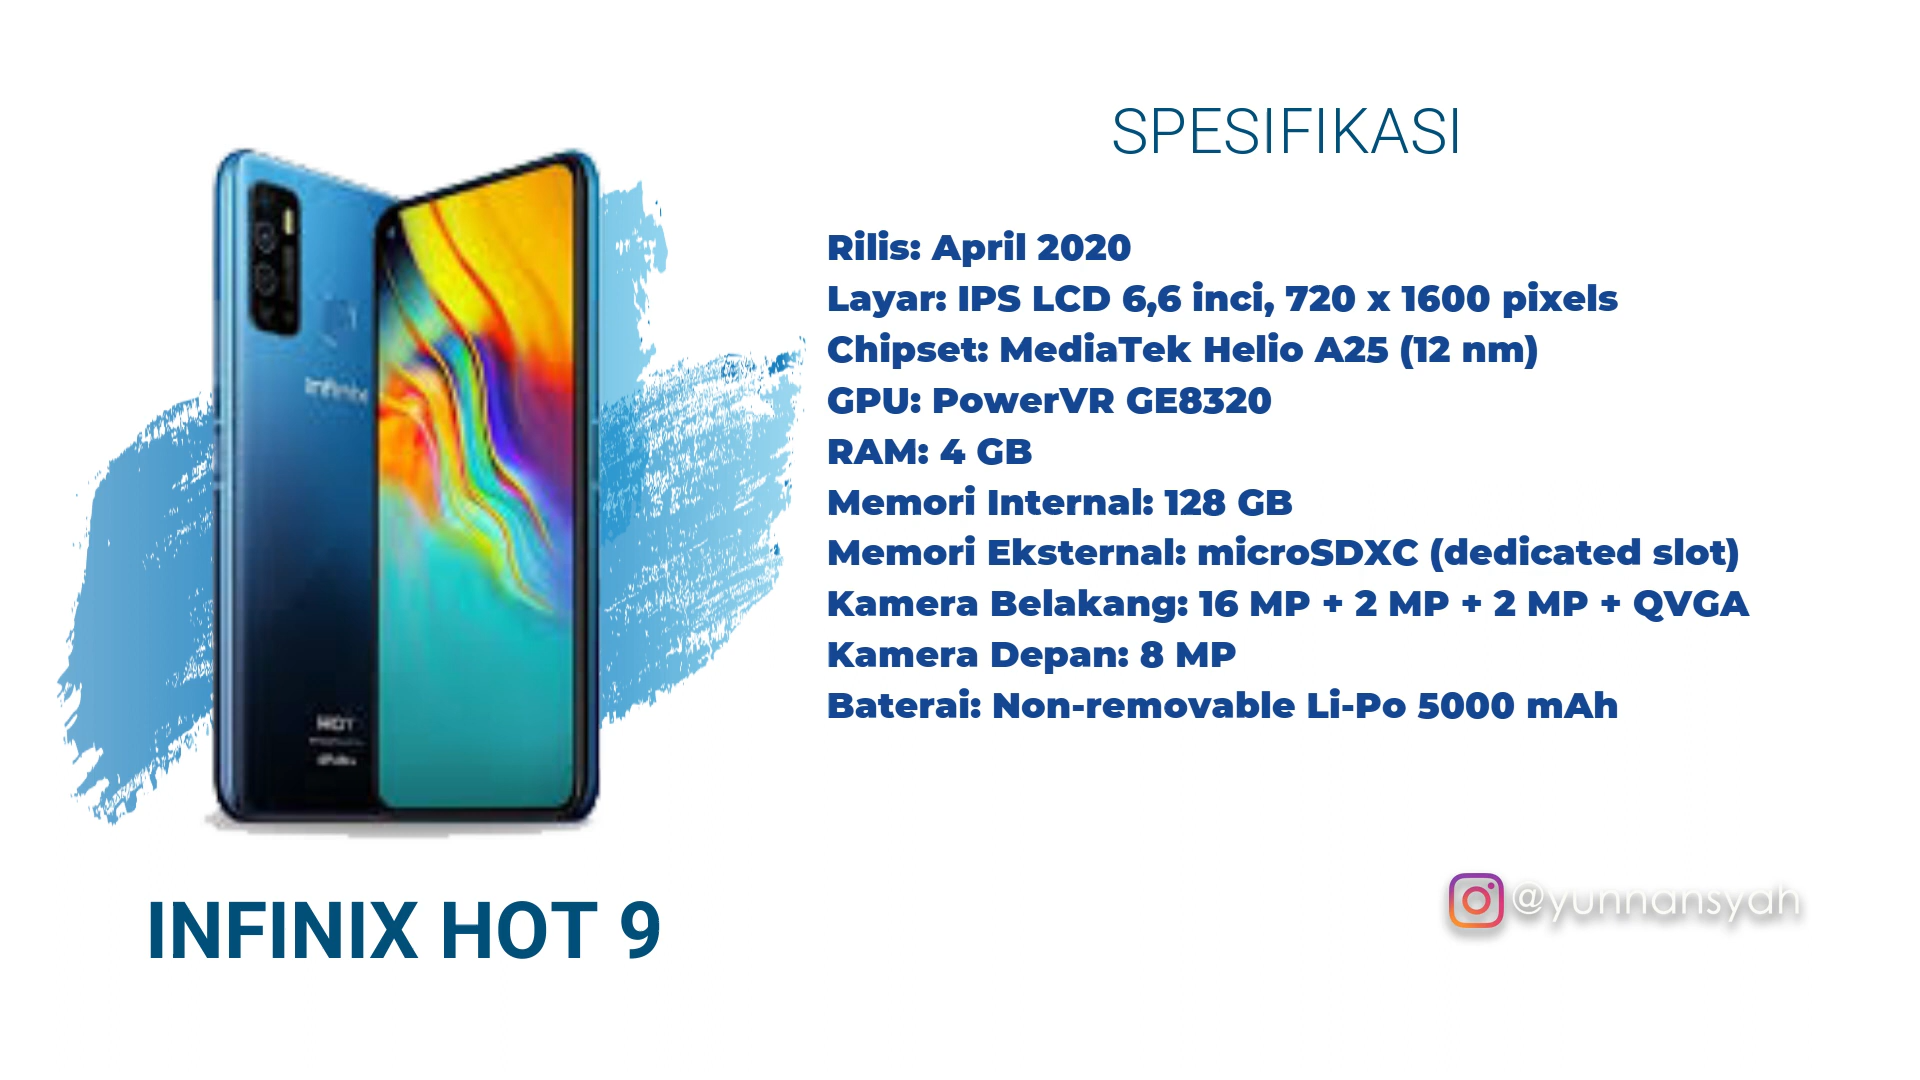 SPESIFIKASI
Rilis: April 2020
Layar: IPS LCD 6,6 inci, 720 x 1600 pixels
Chipset: MediaTek Helio A25 (12 nm)
GPU: PowerVR GE8320
RAM: 4 GB
Memori Internal: 128 GB
Memori Eksternal: microSDXC (dedicated slot)
Kamera Belakang: 16 MP + 2 MP + 2 MP + QVGA
Kamera Depan: 8 MP
Baterai: Non-removable Li-Po 5000 mAh
Infinix
HOT
INFINIX HOT 9
@yunnansyah